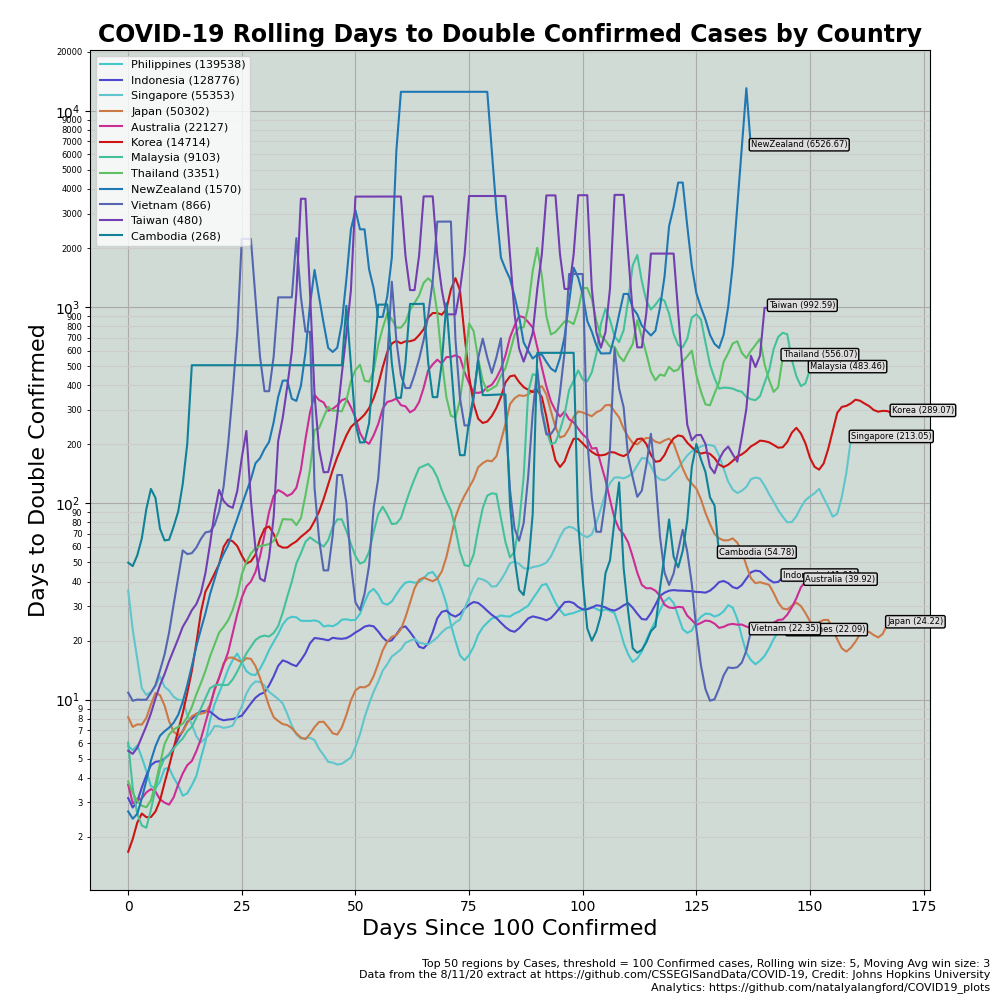 COVID-19 Rolling Days to Double Confirmed Cases by Country
Philippines (139538)
Indonesia (128776)
Singapore (55353)
Japan (50302)
Australia (22127)
Korea (14714)
Malaysia (9103)
Thailand (3351)
NewZealand (1570)
Vietnam (866)
Taiwan (480)
Cambodia (268)
Days to Double Confirmed
20000
10^4
9000
8000
7000
6000
5000
4000
3000
2000
10^3
900
800
700
600
500
400
300
200
10^2
90
80
70
60
50
40
30
20
10^1
9
8
7
6
5
4
3
2
NewZealand (6526.67)
Taiwan (992.59)
Thailand (556.07)
Malaysia (483.46)
Korea (289.07)
Singapore (213.05)
Cambodia (54.78)
Australia (39.92)
Japan (24.22)
Vietnam (22.35)
(22.09)
0 25 50 75 100 125 150 175
Days Since 100 Confirmed
Top 50 regions by Cases, threshold = 100 Confirmed cases, Rolling win size: 5, Moving Avg win size: 3
Data from the 8/11/20 extract at https://github.com/CSSEGISandData/COVID-19, Credit: Johns Hopkins University
Analytics: https://github.com/natalyalangford/COVID19_plots